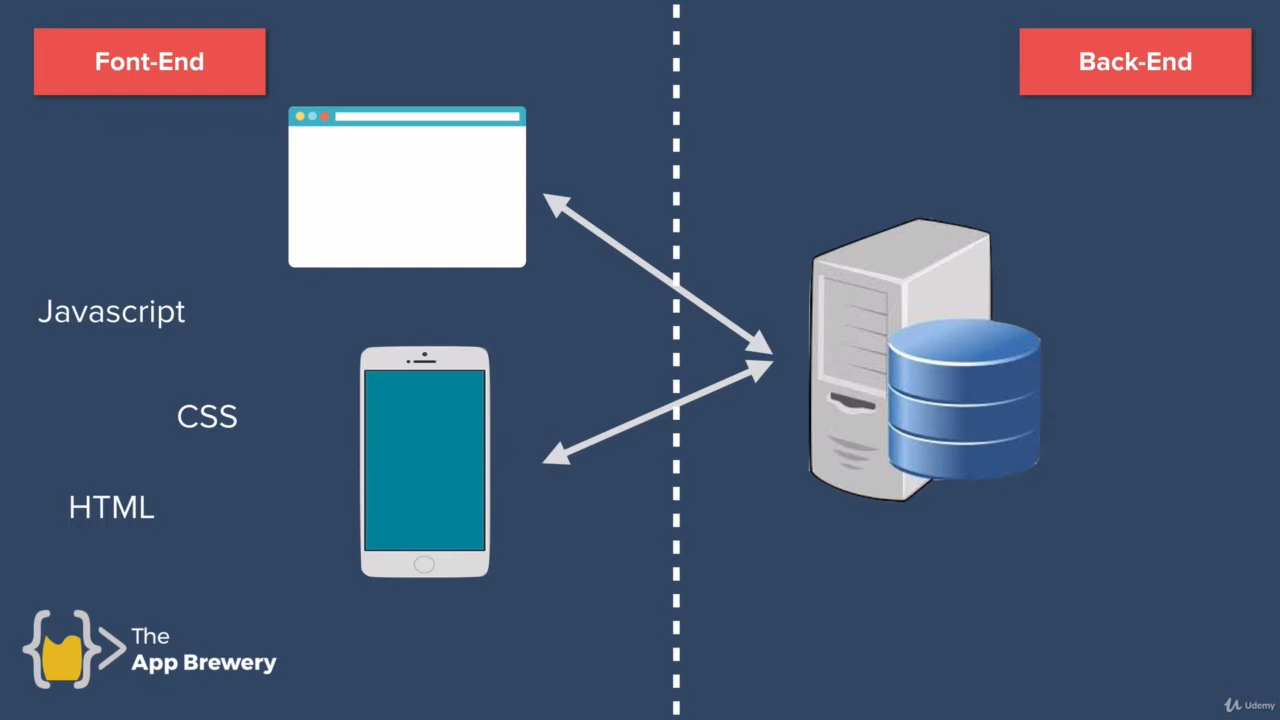 Font-End
Back-End
Javascript
CSS
HTML
The
App Brewery
Udemy